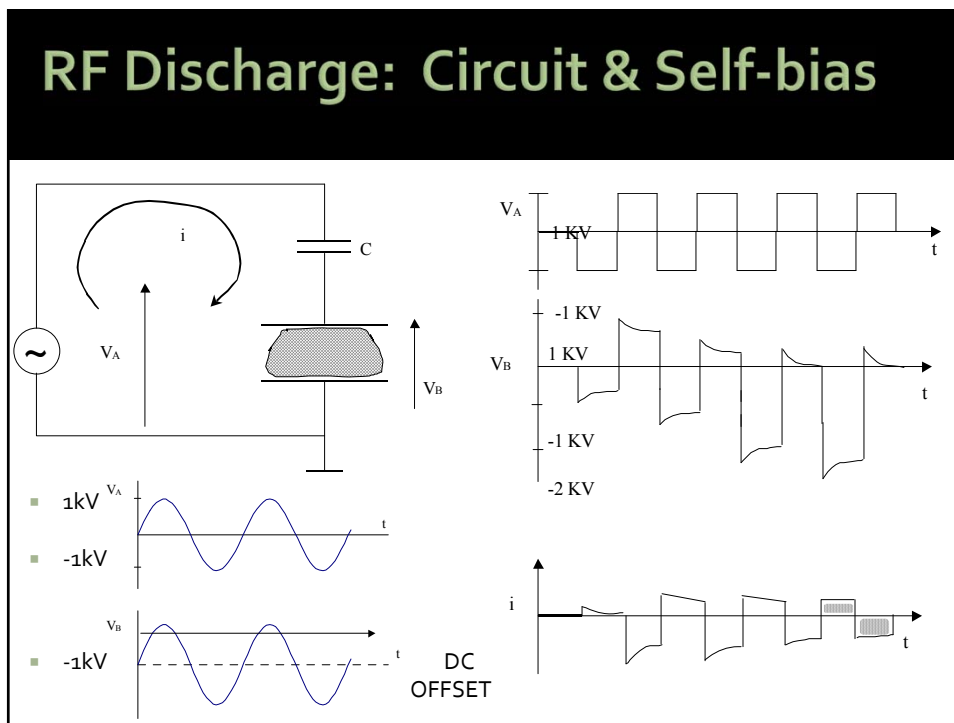 RF Discharge: Circuit & Self-bias
i
C
~
VA
VB
VA
-1 KV
t
-1 KV
VB
1 KV
t
-1 KV
-2 KV
1kV
VA
t
-1kV
VB
t
-1kV
DC
OFFSET
i
t